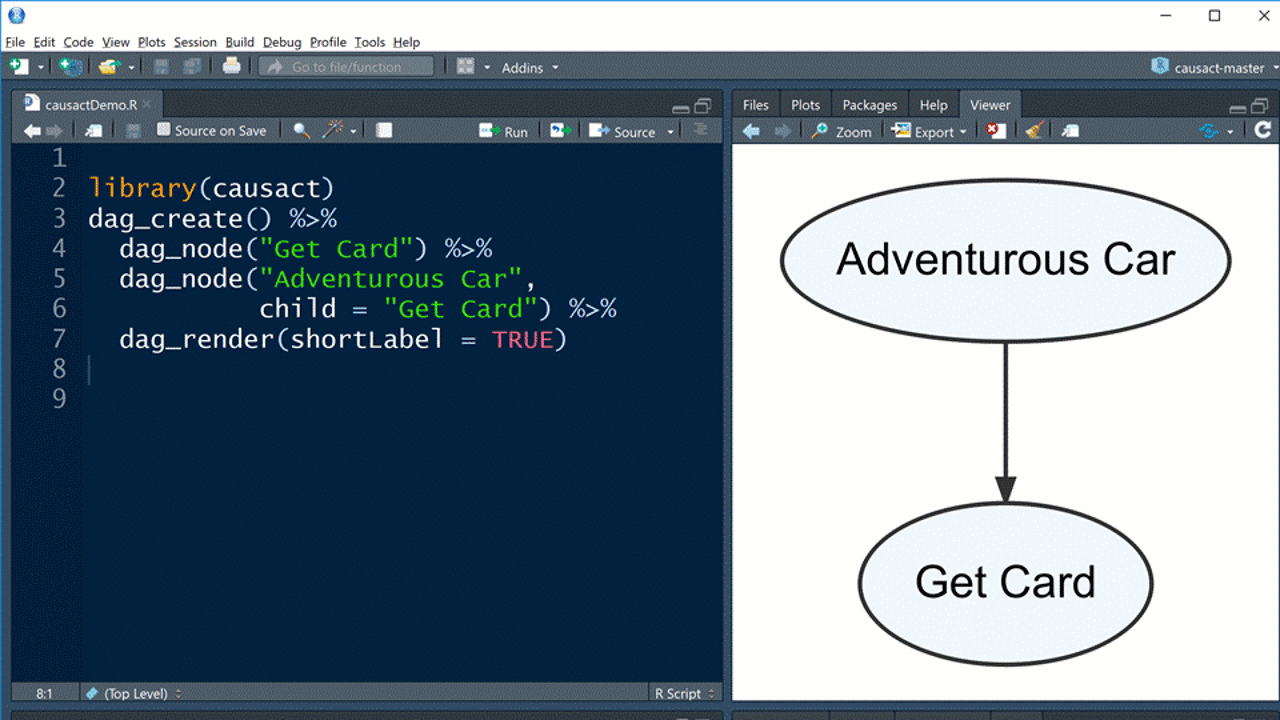 File Edit Code View Plots Session Build Debug Profile Tools Help
Go to file/function Addins causact-master
causactDemo.R
Source on Save Run Source
1
2 library(causact)
3 dag_create() %>%
4 dag_node("Get Card") %>%
5 dag_node("Adventurous Car",
6 child = "Get Card") %>%
7 dag_render(shortLabel = TRUE)
8
9
8:1 (Top Level) R Script
Files Plots Packages Help Viewer
Zoom Export
Adventurous Car
Get Card